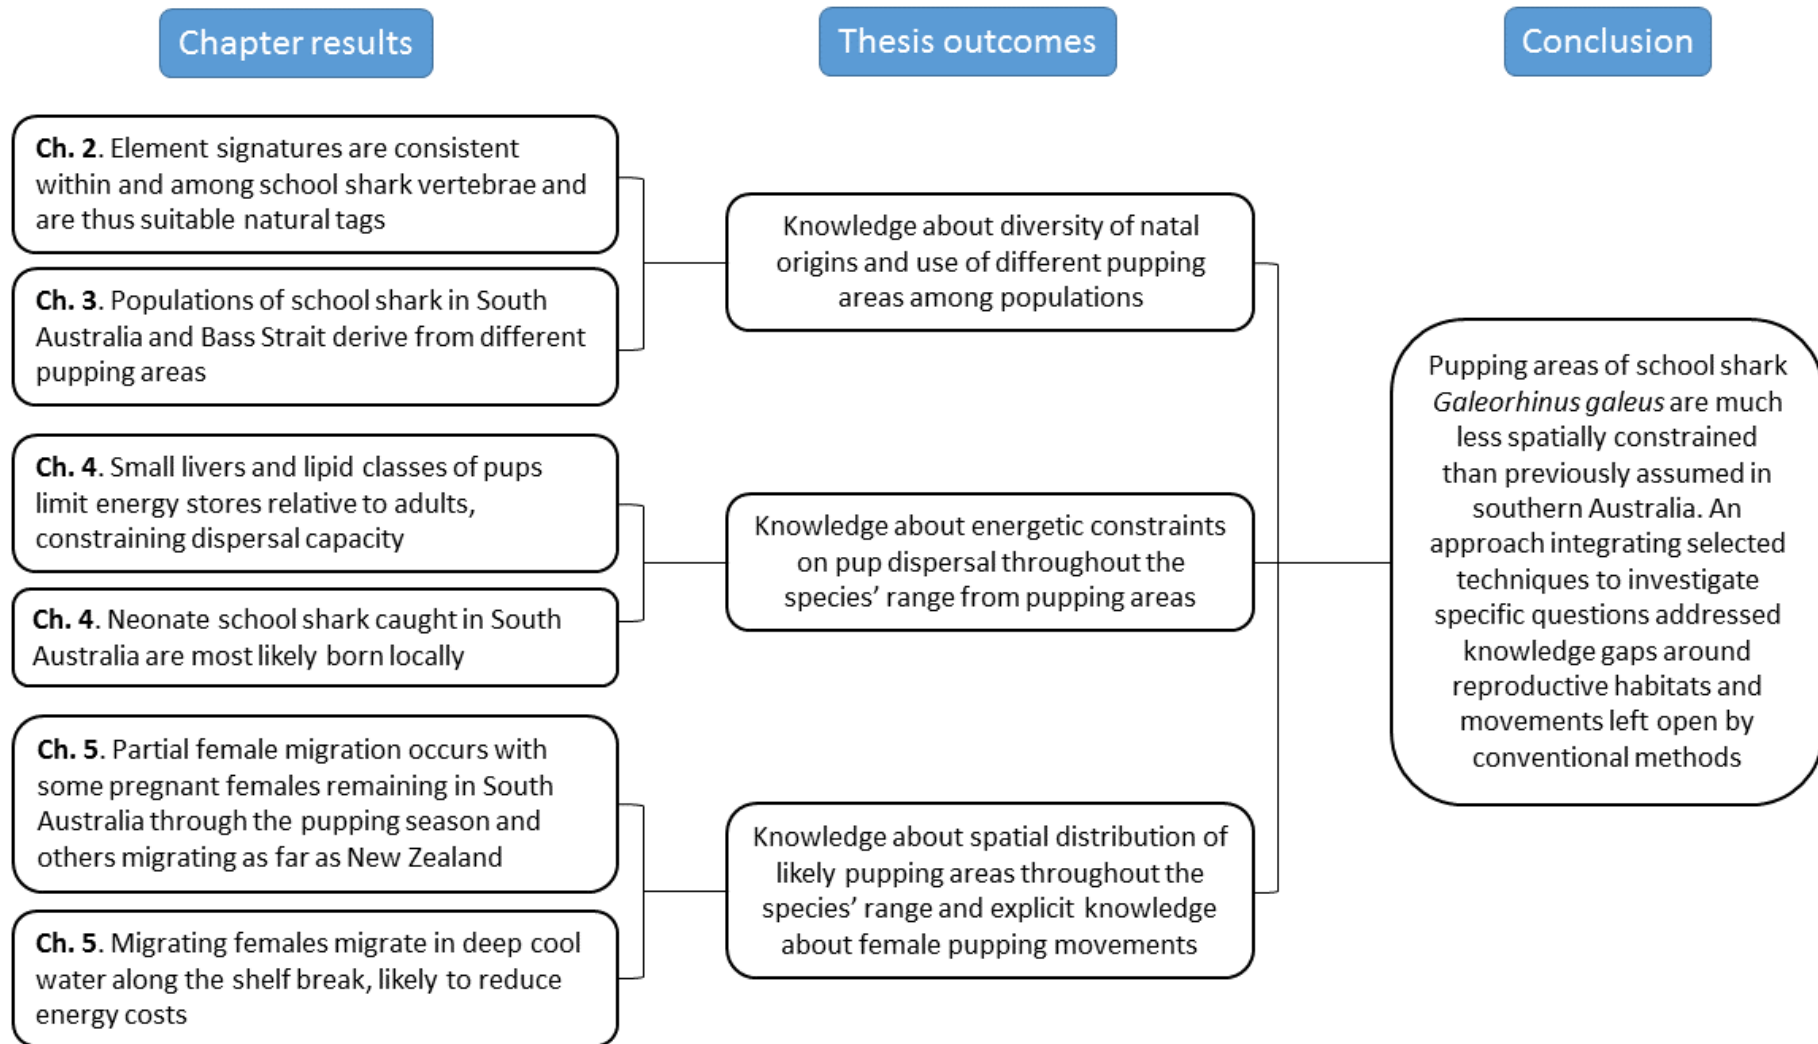 Chapter results
Thesis outcomes
Conclusion
Ch. 2. Element signatures are consistent
within and among school shark vertebrae and
are thus suitable natural tags
Ch. 3. Populations of school shark in South
Australia and Bass Strait derive from different
pupping areas
Ch. 4. Small livers and lipid classes of pups
limit energy stores relative to adults,
constraining dispersal capacity
Ch. 4. Neonate school shark caught in South
Australia are most likely born locally
Ch. 5. Partial female migration occurs with
some pregnant females remaining in South
Australia through the pupping season and
others migrating as far as New Zealand
Ch. 5. Migrating females migrate in deep cool
water along the shelf break, likely to reduce
energy costs
Knowledge about diversity of natal
origins and use of different pupping
areas among populations
Knowledge about energetic constraints
on pup dispersal throughout the
species’ range from pupping areas
Knowledge about spatial distribution of
likely pupping areas throughout the
species’ range and explicit knowledge
about female pupping movements
Pupping areas of school shark
Galeorhinus galeus are much
less spatially constrained
than previously assumed in
southern Australia. An
approach integrating selected
techniques to investigate
specific questions addressed
knowledge gaps around
reproductive habitats and
movements left open by
conventional methods